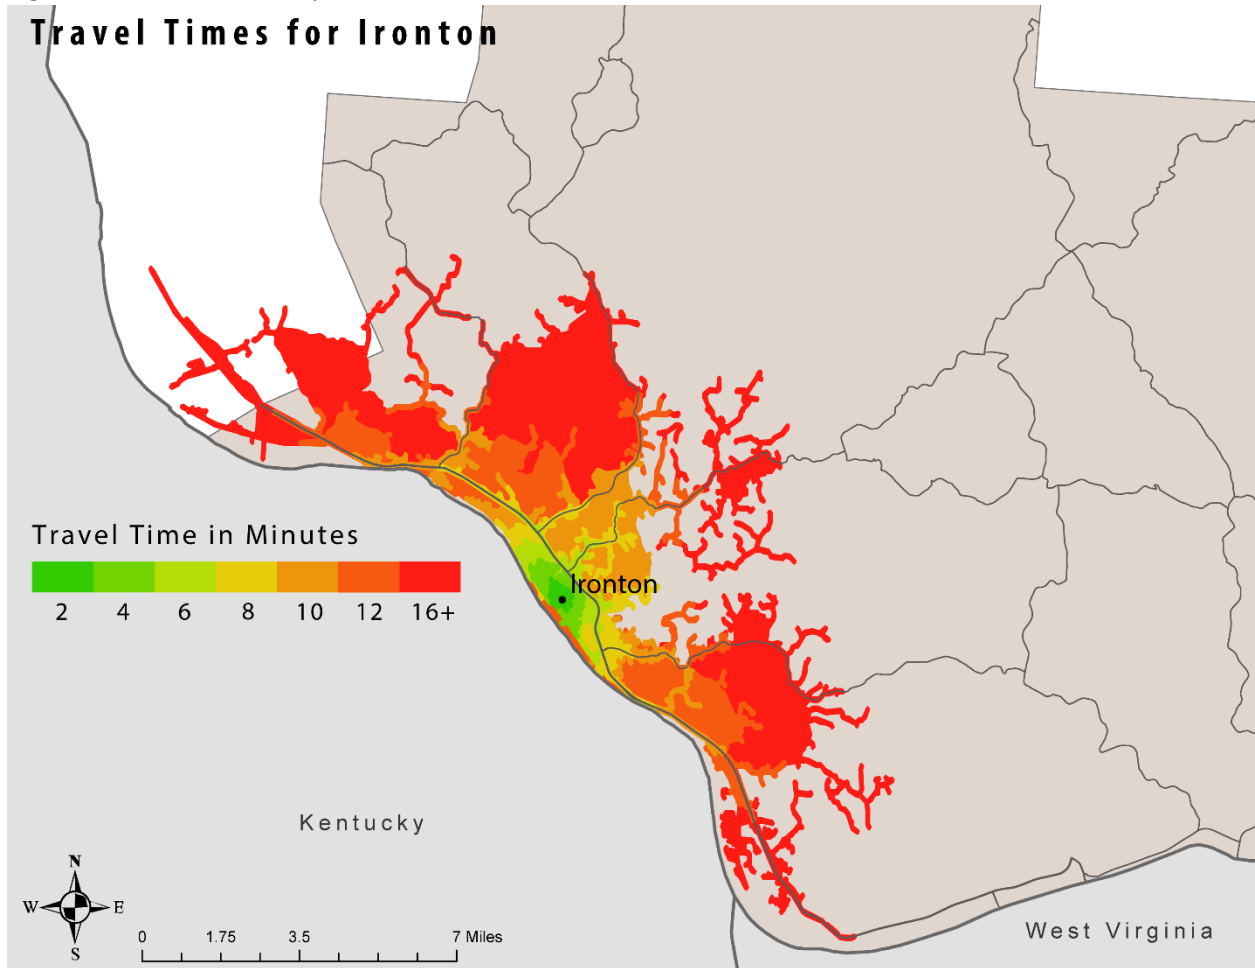 Travel Times for Ironton
Travel Time in Minutes
2 4 6 8 10 12 16+
Ironton
Kentucky
West Virginia
N
W E
S
0 1.75 3.5 7 Miles